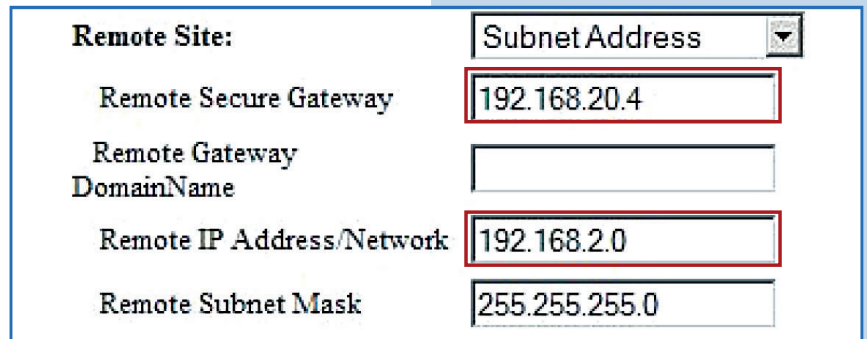 Remote Site: Subnet Address
Remote Secure Gateway 192.168.20.4
Remote Gateway
DomainName
Remote IP Address/Network 192.168.2.0
Remote Subnet Mask 255.255.255.0